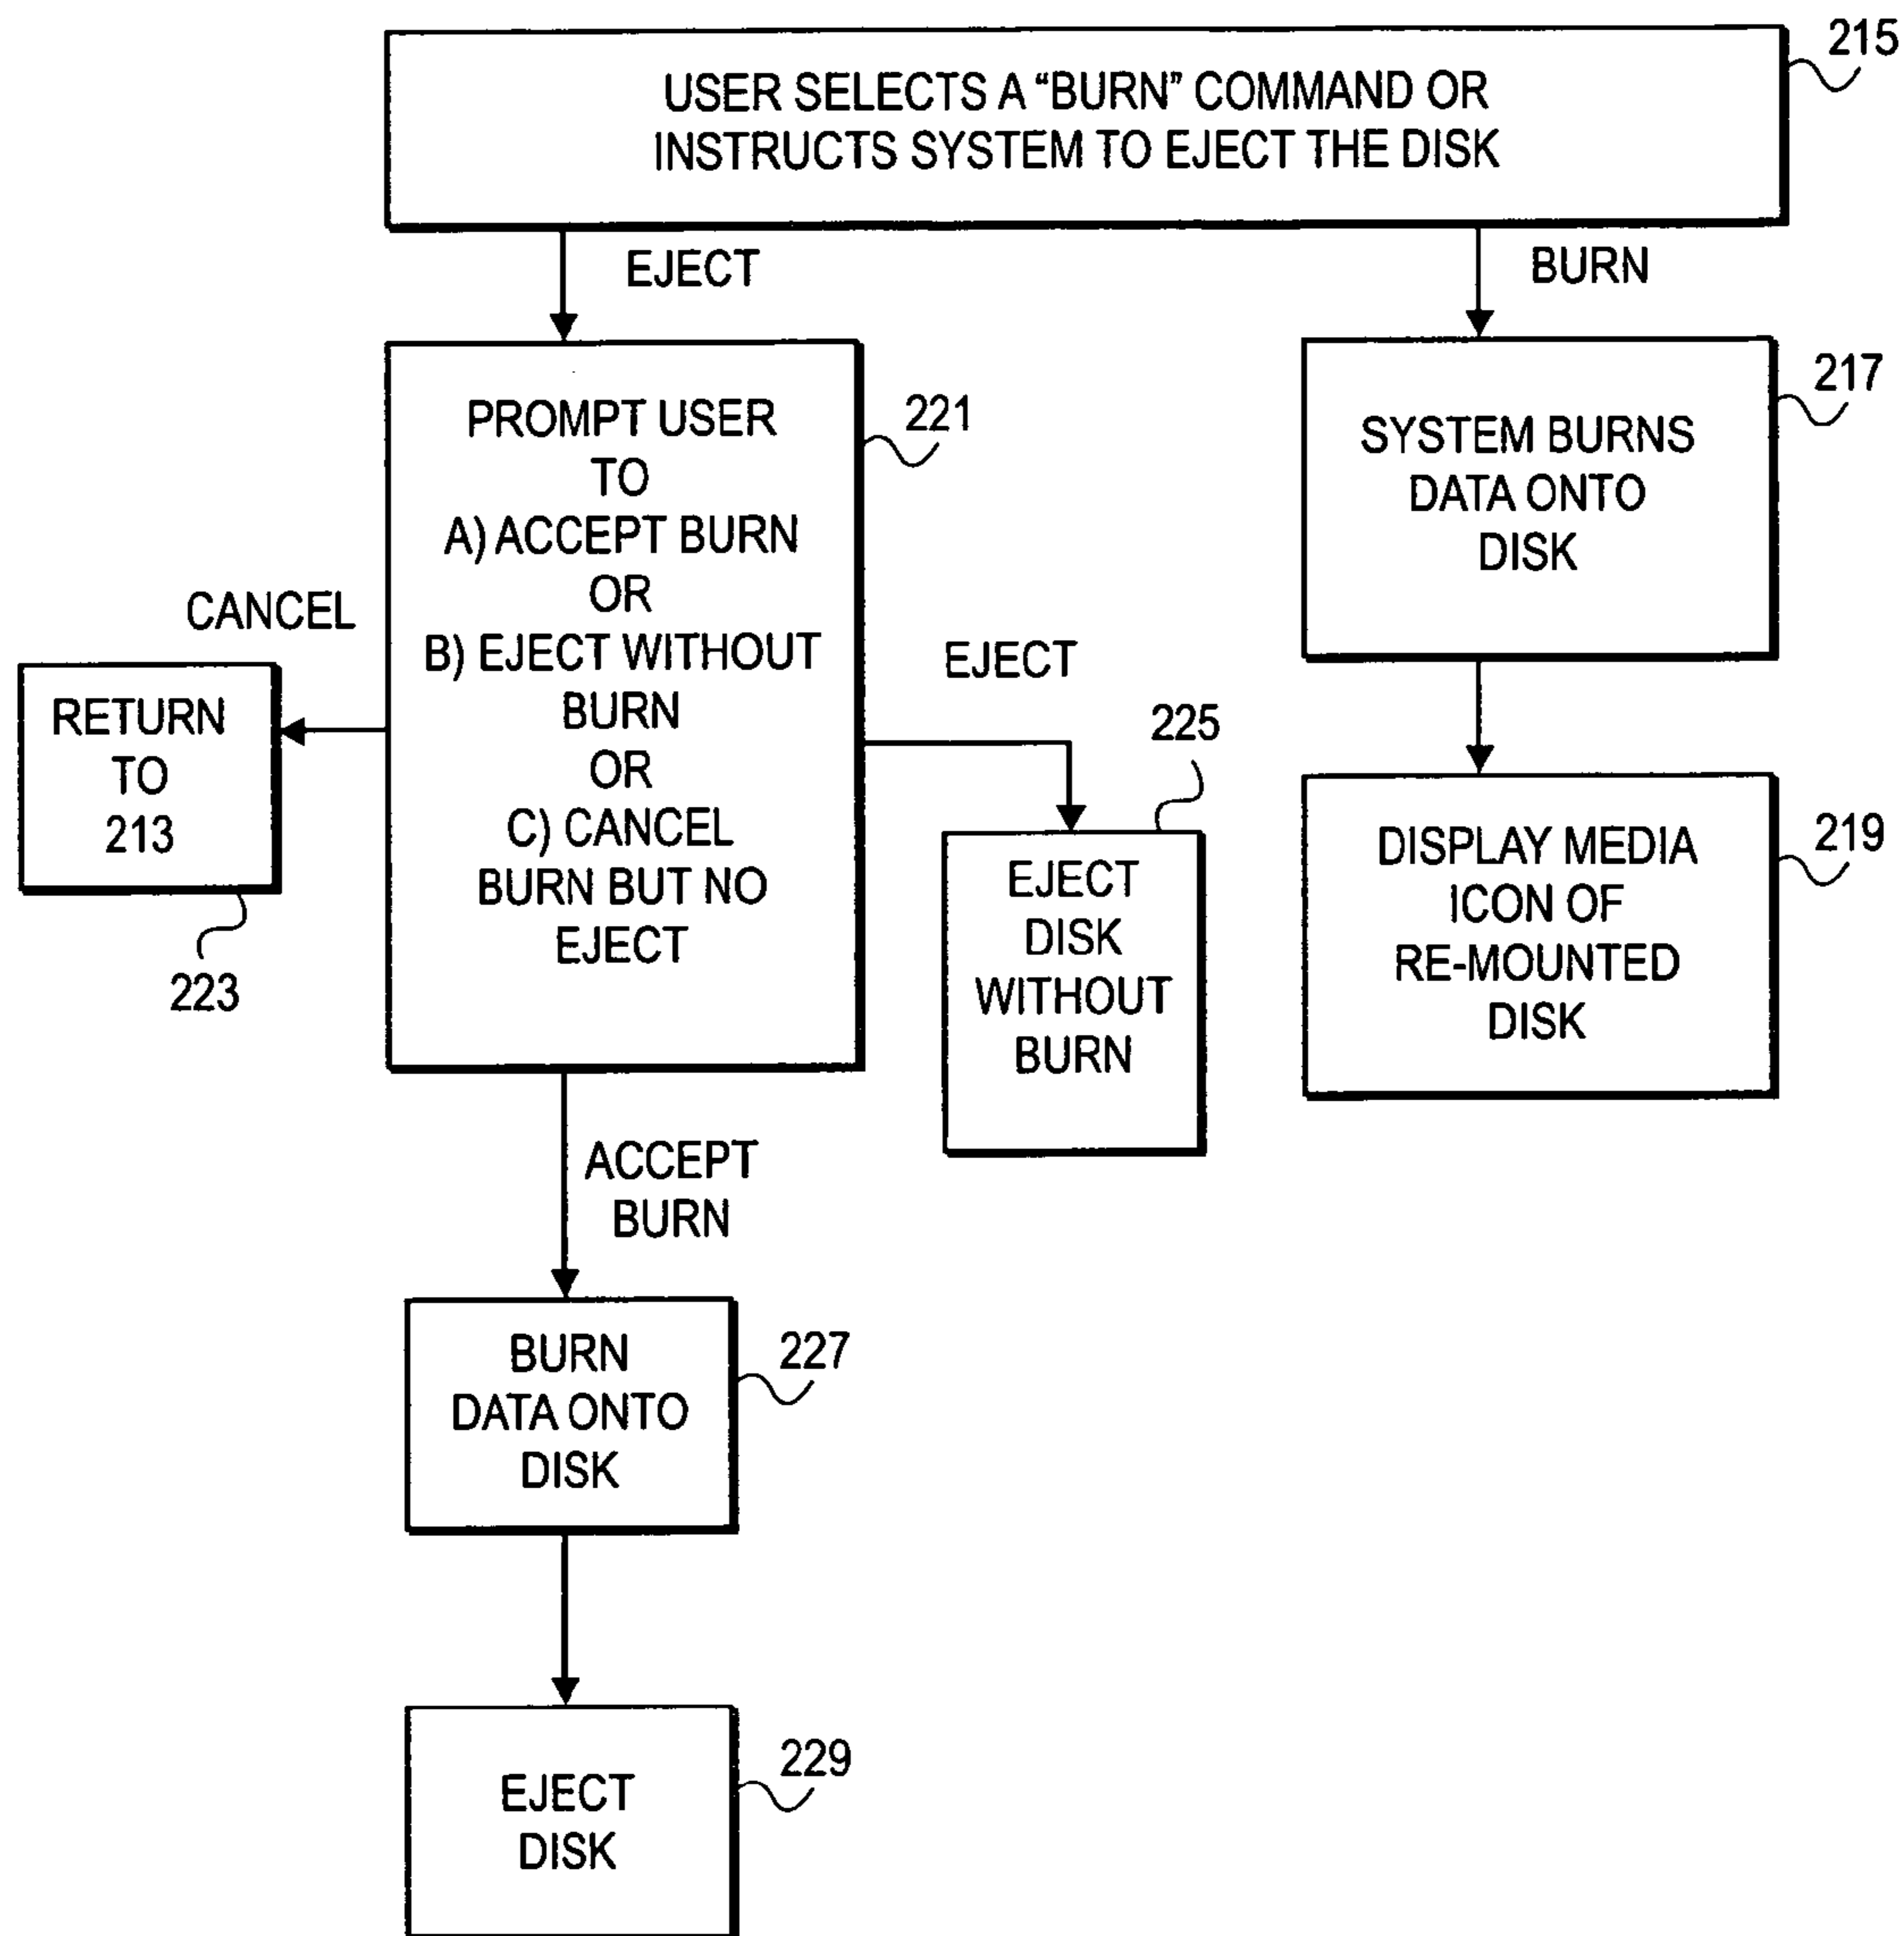 215
USER SELECTS A “BURN” COMMAND OR
INSTRUCTS SYSTEM TO EJECT THE DISK
EJECT
BURN
PROMPT USER
TO
A) ACCEPT BURN
OR
B) EJECT WITHOUT
BURN
OR
C) CANCEL
BURN BUT NO
EJECT
221
SYSTEM BURNS
DATA ONTO
DISK
217
CANCEL
RETURN
TO
213
223
EJECT
225
EJECT
DISK
WITHOUT
BURN
DISPLAY MEDIA
ICON OF
RE-MOUNTED
DISK
219
ACCEPT
BURN
BURN
DATA ONTO
DISK
227
EJECT
DISK
229